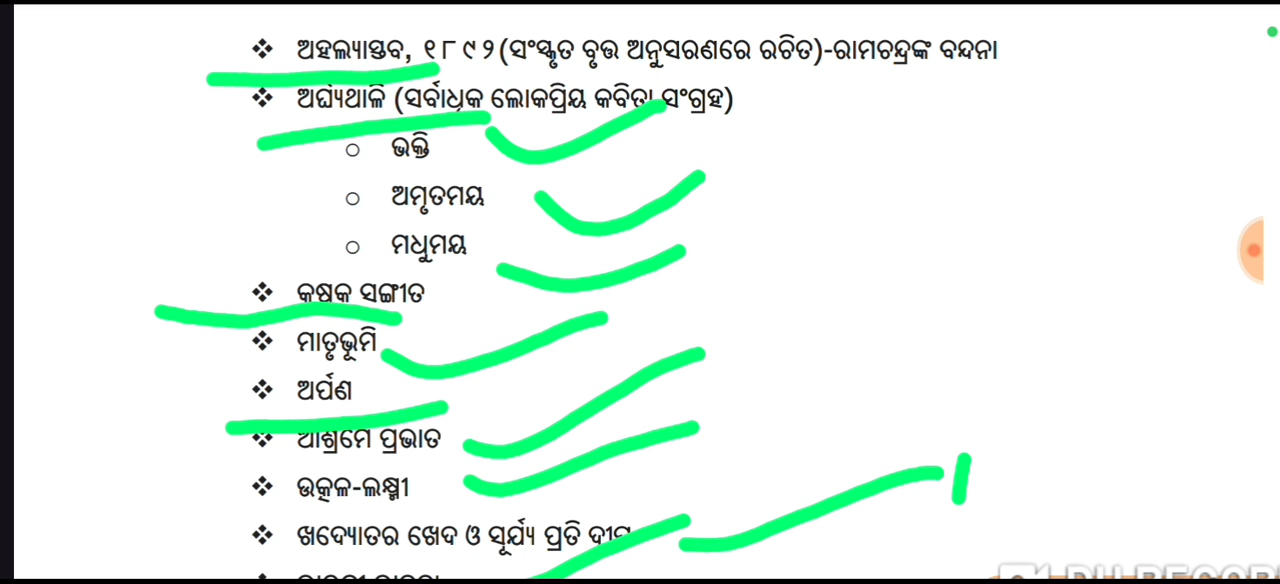 ❖ ଅହଲ୍ୟାସ୍ତବ, ୧୮୯୨(ସଂସ୍କୃତ ବୃତ୍ତ ଅନୁସରଣରେ ରଚିତ)-ରାମଚନ୍ଦ୍ରଙ୍କ ବନ୍ଦନା
❖ ଅର୍ଘ୍ୟଥାଳି (ସର୍ବାଧିକ ଲୋକପ୍ରିୟ କବିତା ସଂଗ୍ରହ)
o ଭକ୍ତି
o ଅମୃତମୟ
o ମଧୁମୟ
❖ କୃଷକ ସଙ୍ଗୀତ
❖ ମାତୃଭୂମି
❖ ଅର୍ପଣ
❖ ଆଶ୍ରମେ ପ୍ରଭାତ
❖ ଉତ୍କଳ-ଲକ୍ଷ୍ମୀ
❖ ଖଦ୍ୟୋତର ଖେଦ ଓ ସୂର୍ଯ୍ୟ ପ୍ରତି